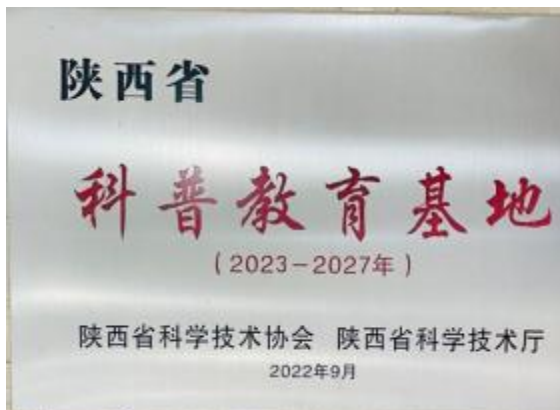 陕西省
科普教育基地
（2023－2027年）
陕西省科学技术协会 陕西省科学技术厅
2022年9月